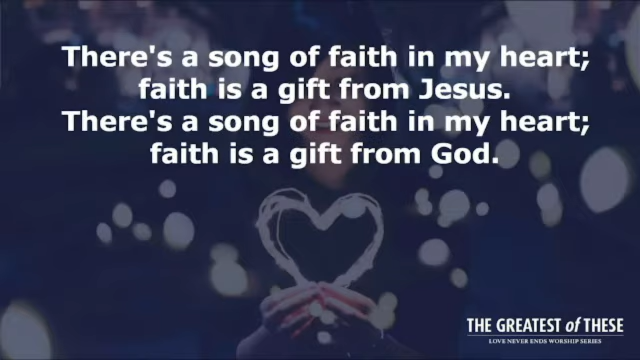 There's a song of faith in my heart;
faith is a gift from Jesus.
There's a song of faith in my heart;
faith is a gift from God.
THE GREATEST of THESE
LOVE NEVER ENDS WORSHIP SERIES